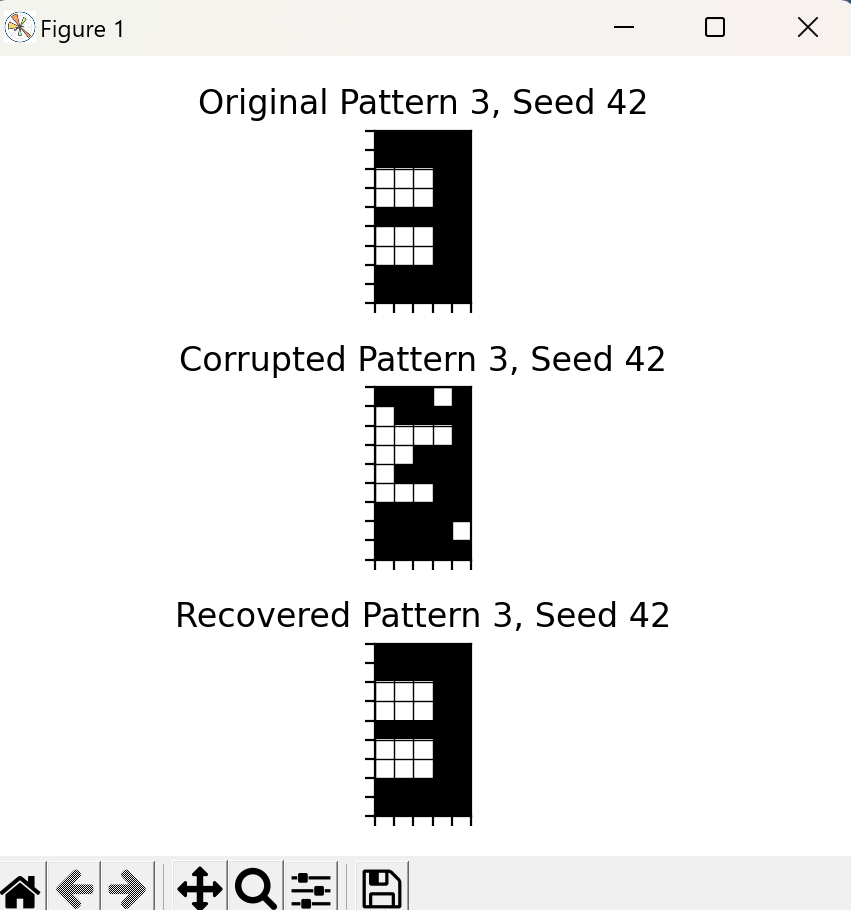 Figure 1
Original Pattern 3, Seed 42
Corrupted Pattern 3, Seed 42
Recovered Pattern 3, Seed 42